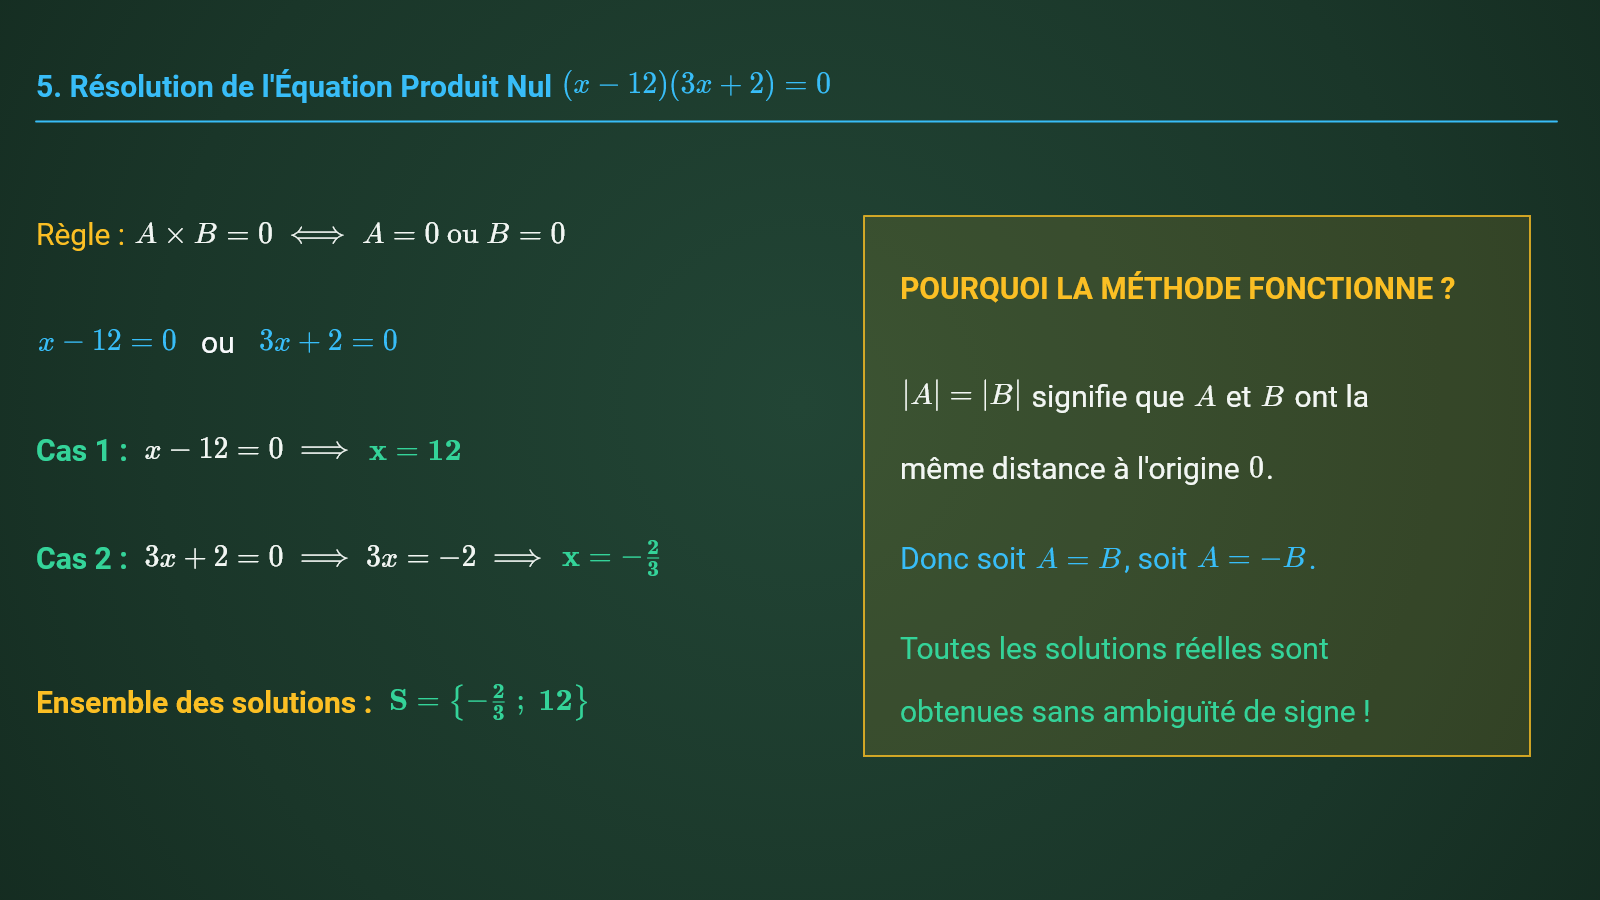 5. Résolution de l'Équation Produit Nul (x − 12)(3x + 2) = 0
Règle : A × B = 0 ⟺ A = 0 ou B = 0
x − 12 = 0 ou 3x + 2 = 0
Cas 1 : x − 12 = 0 ⟹ x = 12
Cas 2 : 3x + 2 = 0 ⟹ 3x = −2 ⟹ x = −2/3
Ensemble des solutions : S = {−2/3 ; 12}
POURQUOI LA MÉTHODE FONCTIONNE ?
|A| = |B| signifie que A et B ont la
même distance à l'origine 0.
Donc soit A = B, soit A = −B.
Toutes les solutions réelles sont
obtenues sans ambiguïté de signe !